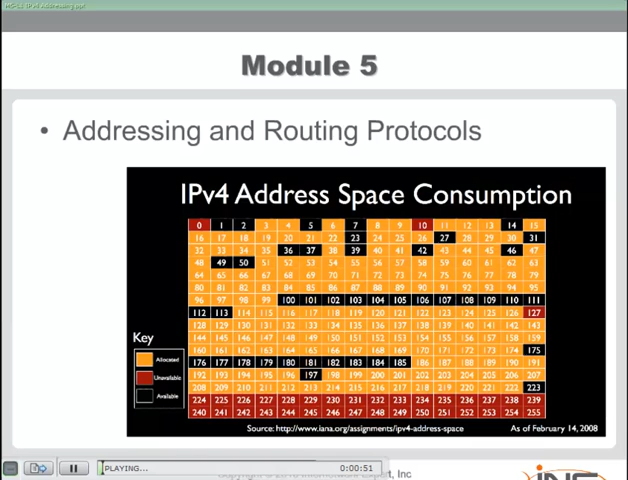 Module 5
• Addressing and Routing Protocols
IPv4 Address Space Consumption
0 1 2 3 4 5 6 7 8 9 10 11 12 13 14 15
16 17 18 19 20 21 22 23 24 25 26 27 28 29 30 31
32 33 34 35 36 37 38 39 40 41 42 43 44 45 46 47
48 49 50 51 52 53 54 55 56 57 58 59 60 61 62 63
64 65 66 67 68 69 70 71 72 73 74 75 76 77 78 79
80 81 82 83 84 85 86 87 88 89 90 91 92 93 94 95
96 97 98 99 100 101 102 103 104 105 106 107 108 109 110 111
112 113 114 115 116 117 118 119 120 121 122 123 124 125 126 127
128 129 130 131 132 133 134 135 136 137 138 139 140 141 142 143
144 145 146 147 148 149 150 151 152 153 154 155 156 157 158 159
160 161 162 163 164 165 166 167 168 169 170 171 172 173 174 175
176 177 178 179 180 181 182 183 184 185 186 187 188 189 190 191
192 193 194 195 196 197 198 199 200 201 202 203 204 205 206 207
208 209 210 211 212 213 214 215 216 217 218 219 220 221 222 223
224 225 226 227 228 229 230 231 232 233 234 235 236 237 238 239
240 241 242 243 244 245 246 247 248 249 250 251 252 253 254 255
Key
Allocated
Unavailable
Available
Source: http://www.iana.org/assignments/ipv4-address-space As of February 14, 2008
PLAYING... 0:00:51